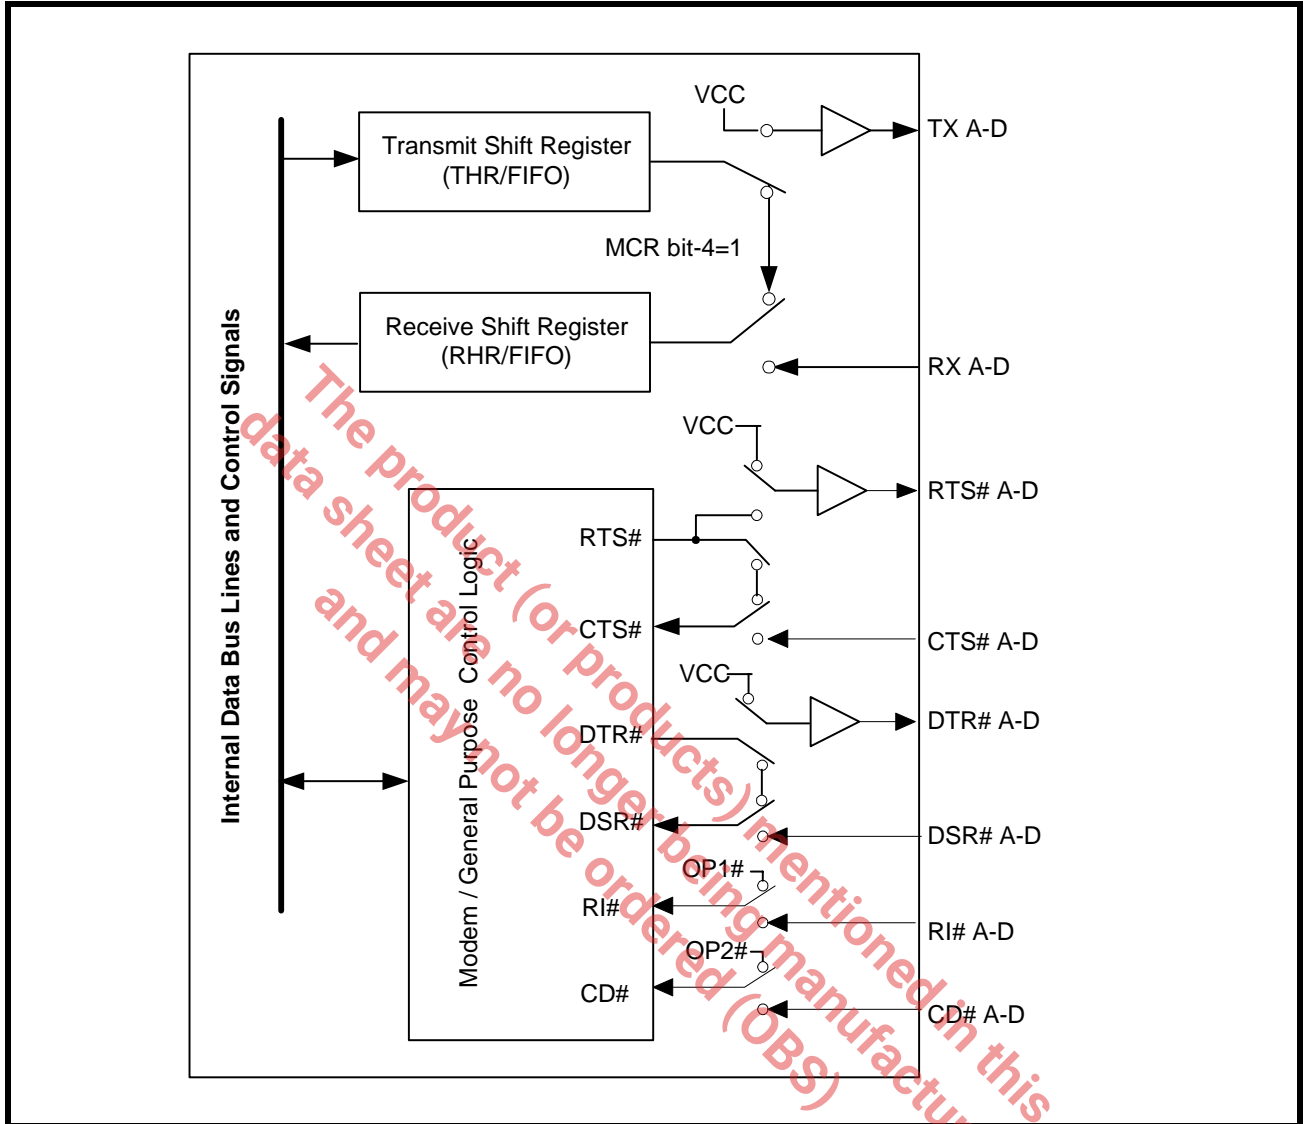 VCC
TX A-D
Transmit Shift Register
(THR/FIFO)
MCR bit-4=1
Receive Shift Register
(RHR/FIFO)
RX A-D
Internal Data Bus Lines and Control Signals
VCC
RTS# A-D
RTS#
CTS#
CTS# A-D
Modem / General Purpose Control Logic
VCC
DTR# A-D
DTR#
DSR#
DSR# A-D
OP1#
RI#
RI# A-D
OP2#
CD#
CD# A-D
The product (or products) mentioned in this
data sheet are no longer being manufactur
and may not be ordered (OBS)